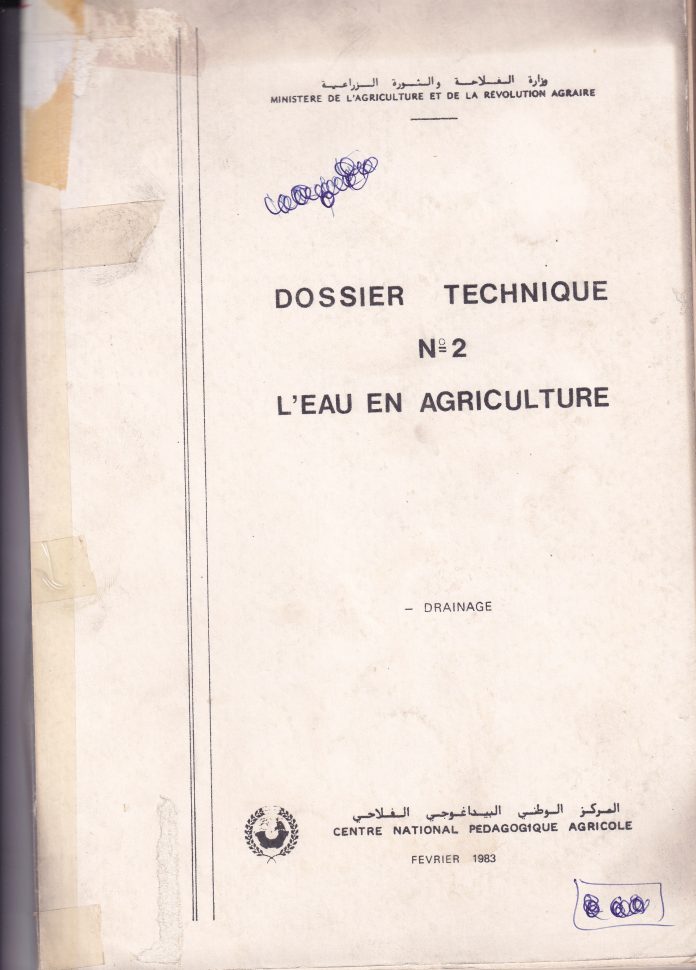 وزارة الفلاحة والثورة الزراعية
MINISTERE DE L'AGRICULTURE ET DE LA REVOLUTION AGRAIRE
DOSSIER TECHNIQUE
Nº 2
L'EAU EN AGRICULTURE
– DRAINAGE
المركز الوطني البيداغوجي الفلاحي
CENTRE NATIONAL PEDAGOGIQUE AGRICOLE
FEVRIER 1983